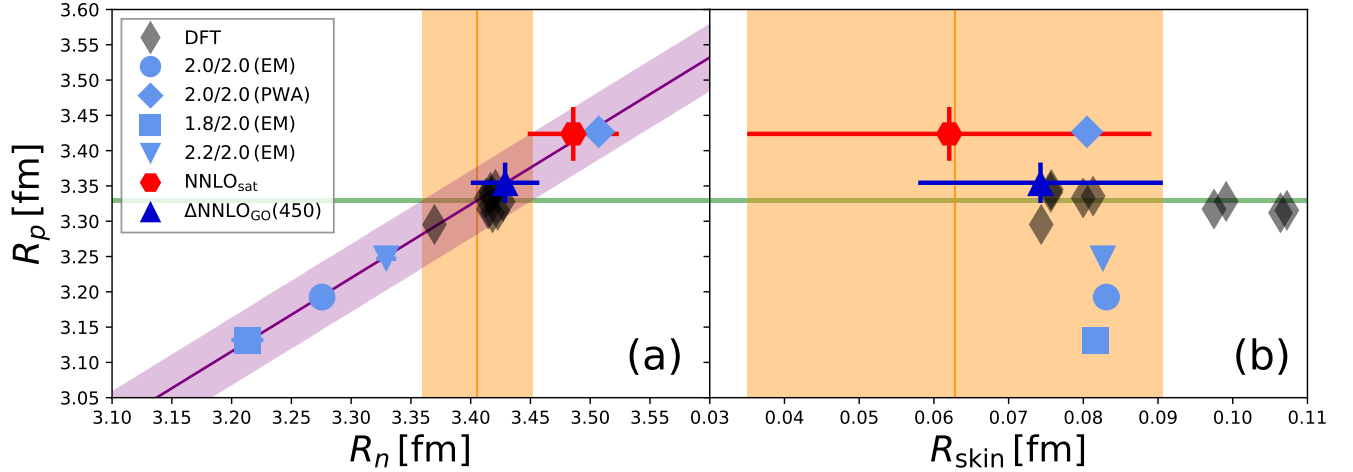 3.60
3.55
3.50
3.45
3.40
3.35
3.30
3.25
3.20
3.15
3.10
3.05
R_p [fm]
DFT
2.0/2.0 (EM)
2.0/2.0 (PWA)
1.8/2.0 (EM)
2.2/2.0 (EM)
NNLO_sat
ΔNNLO_GO(450)
(a)
(b)
3.10 3.15 3.20 3.25 3.30 3.35 3.40 3.45 3.50 3.55 0.03 0.04 0.05 0.06 0.07 0.08 0.09 0.10 0.11
R_n [fm]
R_skin [fm]